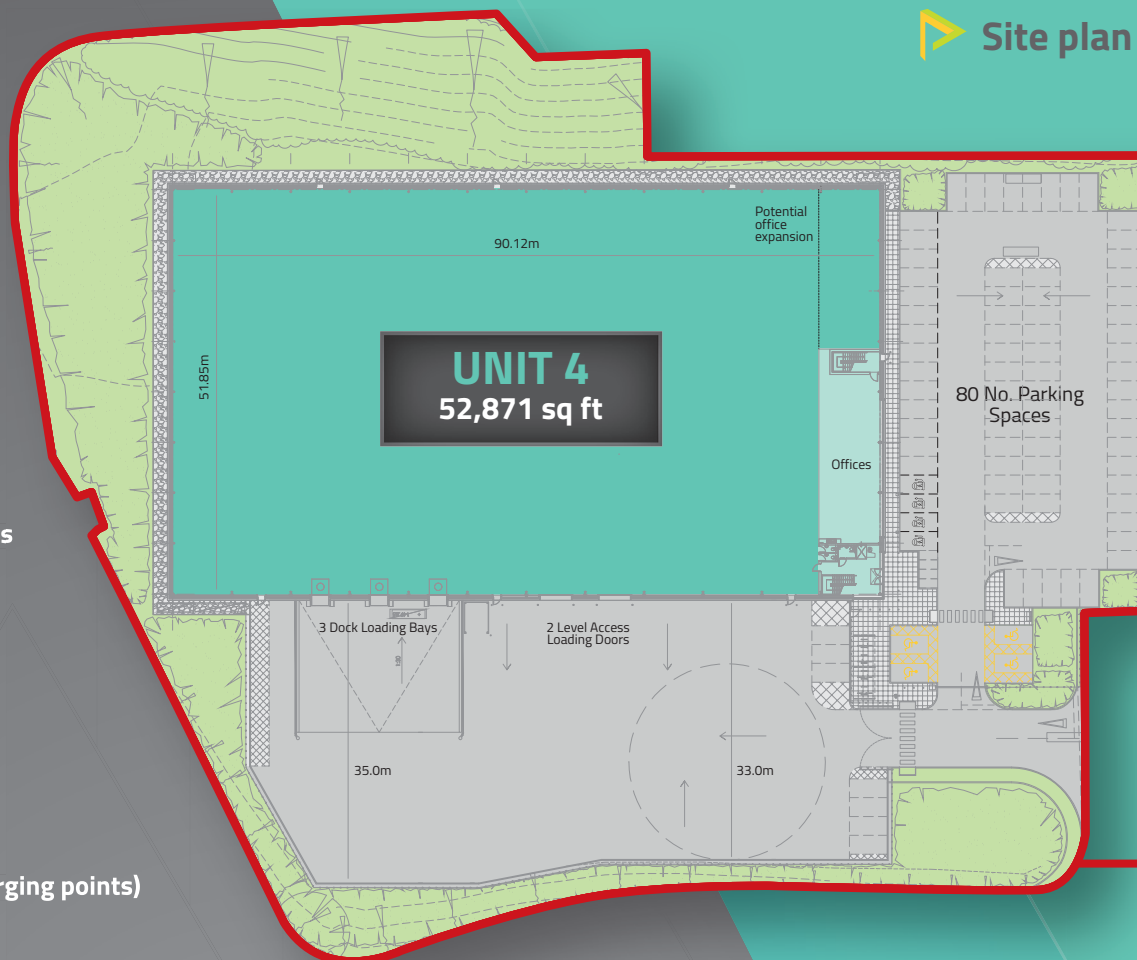 Site plan
Potential
office
expansion
90.12m
51.85m
UNIT 4
52,871 sq ft
80 No. Parking
Spaces
Offices
s
3 Dock Loading Bays
2 Level Access
Loading Doors
35.0m
33.0m
rging points)